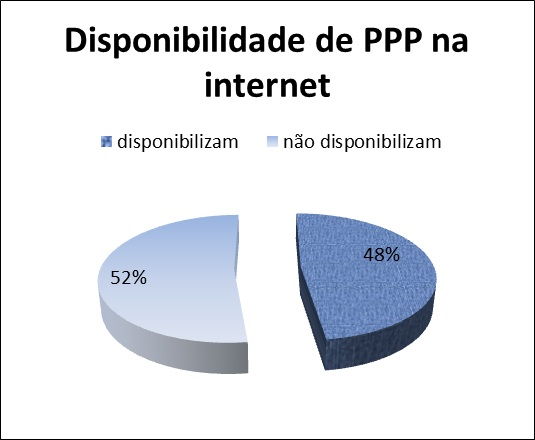 Disponibilidade de PPP na
internet
disponibilizam não disponibilizam
48%
52%